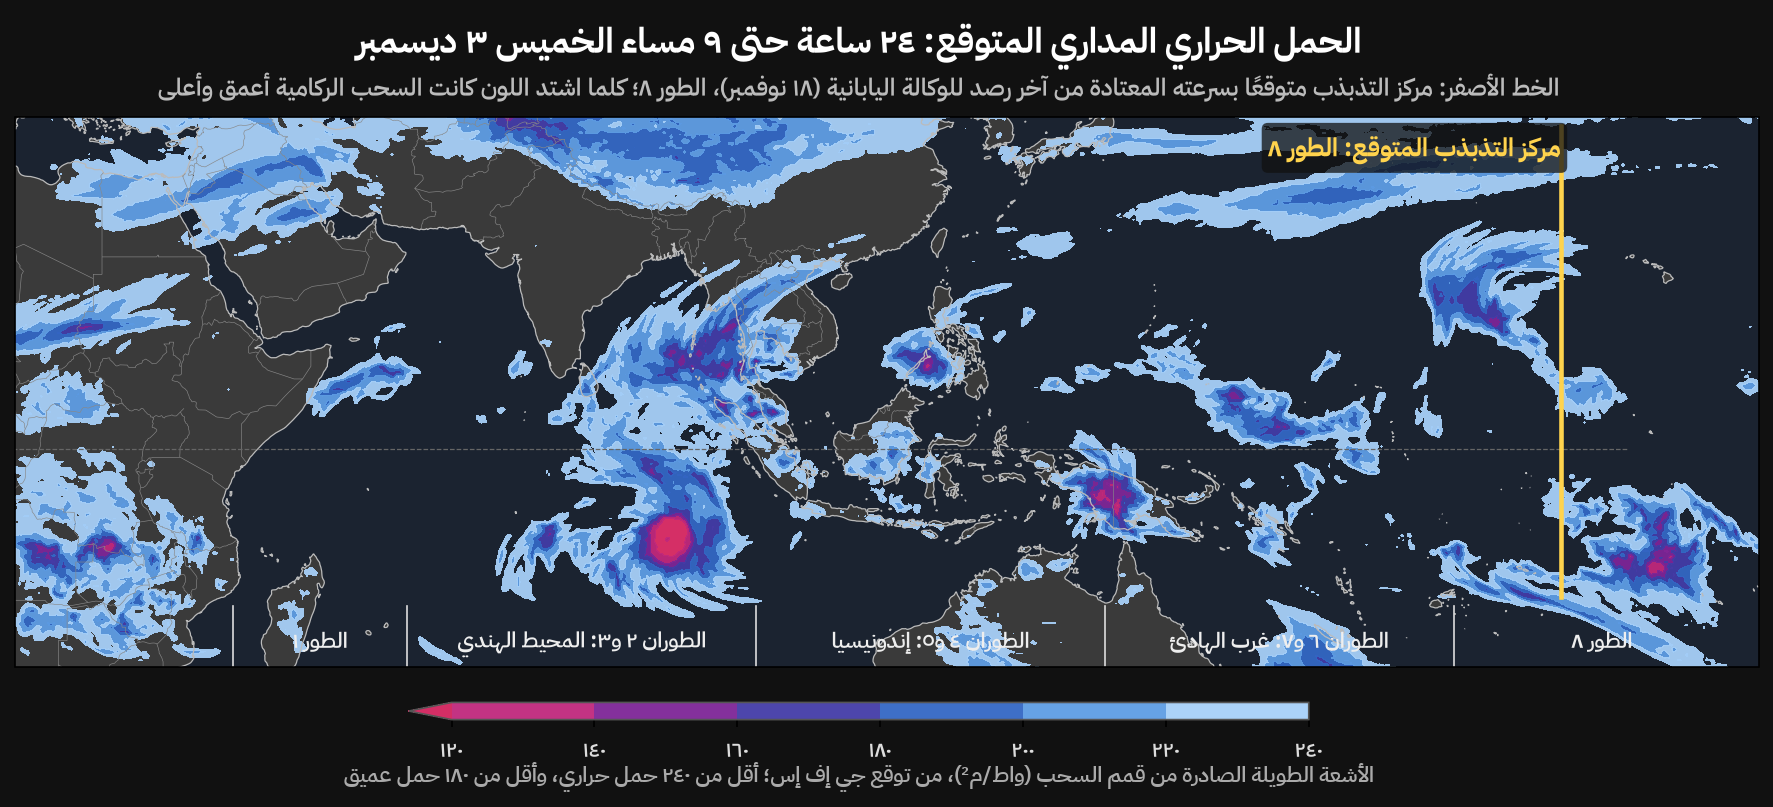 الحمل الحراري المداري المتوقع: ٢٤ ساعة حتى ٩ مساء الخميس ٣ ديسمبر
الخط الأصفر: مركز التذبذب متوقعًا بسرعته المعتادة من آخر رصد للوكالة اليابانية (١٨ نوفمبر)، الطور ٨؛ كلما اشتد اللون كانت السحب الركامية أعمق وأعلى
مركز التذبذب المتوقع: الطور ٨
الطور ١
الطوران ٢ و٣: المحيط الهندي
الطوران ٤ و٥: إندونيسيا
الطوران ٦ و٧: غرب الهادئ
الطور ٨
١٢٠ ١٤٠ ١٦٠ ١٨٠ ٢٠٠ ٢٢٠ ٢٤٠
الأشعة الطويلة الصادرة من قمم السحب (واط/م²)، من توقع جي إف إس؛ أقل من ٢٤٠ حمل حراري، وأقل من ١٨٠ حمل عميق